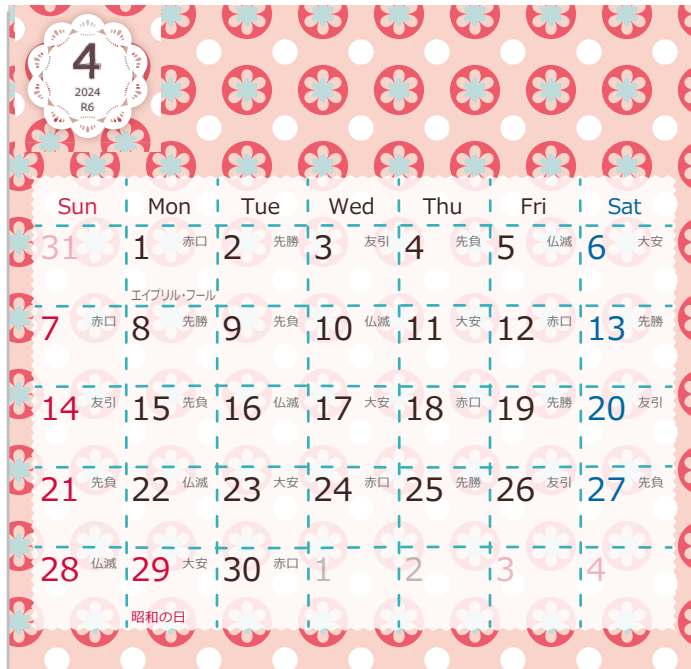 4
2024
R6
Sun Mon Tue Wed Thu Fri Sat
31 1 赤口 2 先勝 3 友引 4 先負 5 仏滅 6 大安
エイプリル・フール
7 赤口 8 先勝 9 先負 10 仏滅 11 大安 12 赤口 13 先勝
14 友引 15 先負 16 仏滅 17 大安 18 赤口 19 先勝 20 友引
21 先負 22 仏滅 23 大安 24 赤口 25 先勝 26 友引 27 先負
28 仏滅 29 大安 30 赤口 1 2 3 4
昭和の日